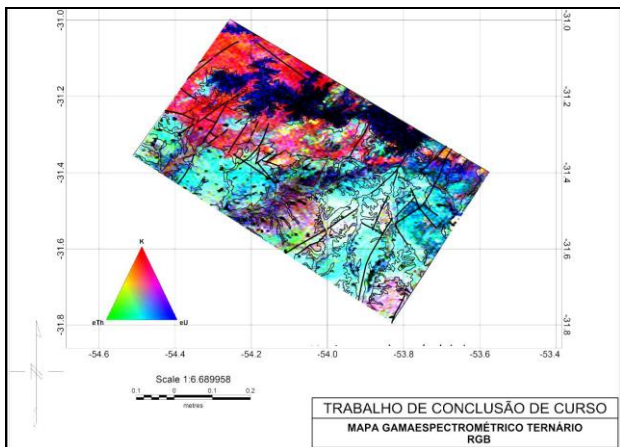 -31.0
-31.0
-31.2
-31.2
-31.4
-31.4
-31.6
-31.6
-31.8
-31.8
K
eTh
eU
-54.6
-54.4
-54.2
-54.0
-53.8
-53.6
-53.4
N
Scale 1:6.689958
0.1
0
0.1
0.2
metres
TRABALHO DE CONCLUSÃO DE CURSO
MAPA GAMAESPECTROMÉTRICO TERNÁRIO
RGB